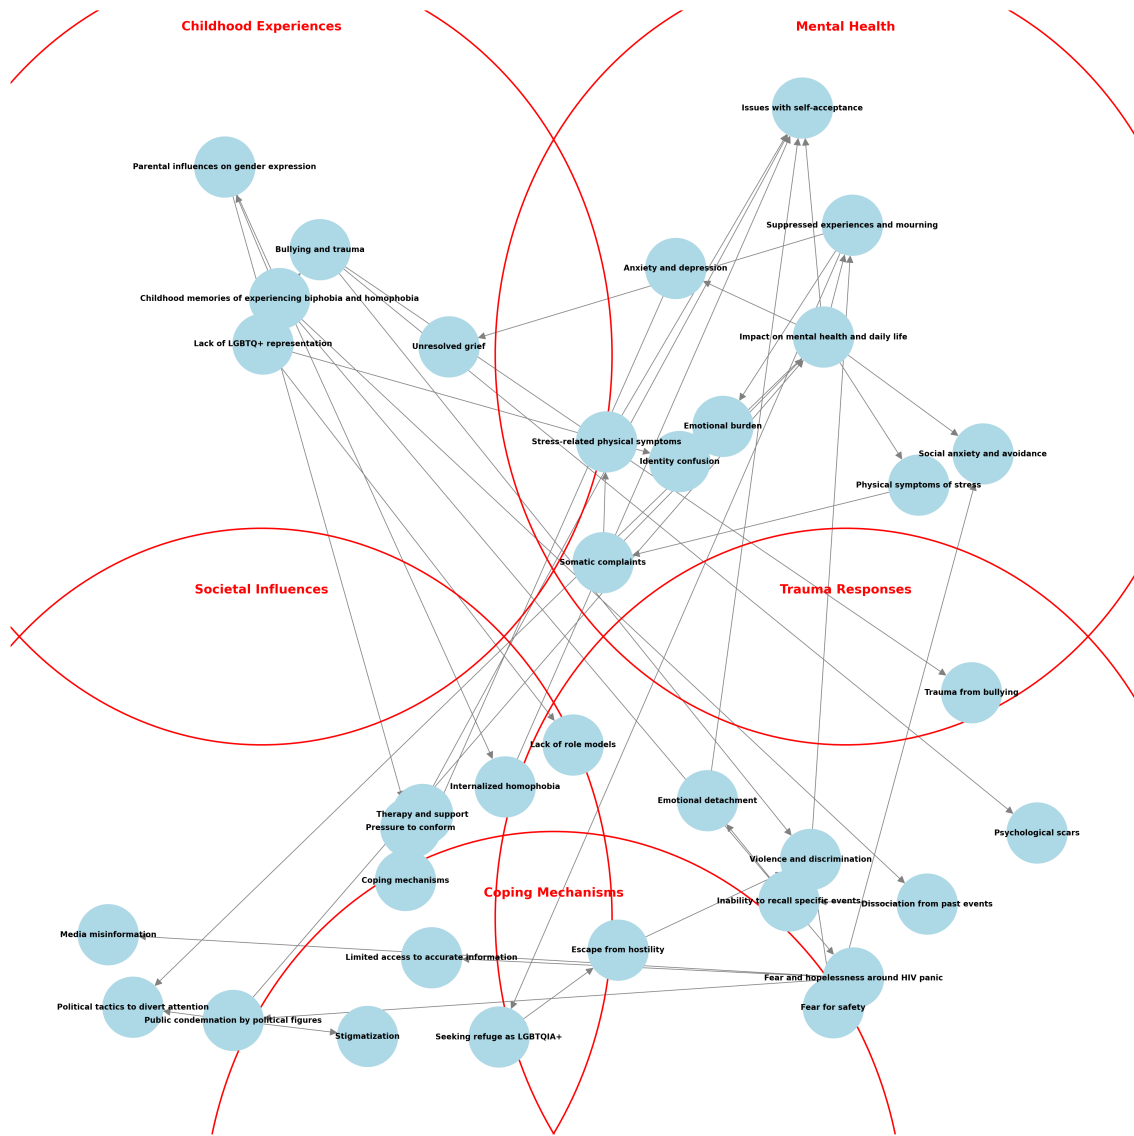 Childhood Experiences
Mental Health
Issues with self-acceptance
Parental influences on gender expression
Suppressed experiences and mourning
Bullying and trauma
Anxiety and depression
Childhood memories of experiencing biphobia and homophobia
Impact on mental health and daily life
Lack of LGBTQ+ representation
Unresolved grief
Emotional burden
Stress-related physical symptoms
Social anxiety and avoidance
Identity confusion
Physical symptoms of stress
Somatic complaints
Societal Influences
Trauma Responses
Trauma from bullying
Lack of role models
Internalized homophobia
Emotional detachment
Therapy and support
Pressure to conform
Psychological scars
Violence and discrimination
Coping mechanisms
Coping Mechanisms
Inability to recall specific events
Dissociation from past events
Media misinformation
Escape from hostility
Limited access to accurate information
Fear and hopelessness around HIV panic
Political tactics to divert attention
Fear for safety
Public condemnation by political figures
Stigmatization
Seeking refuge as LGBTQIA+